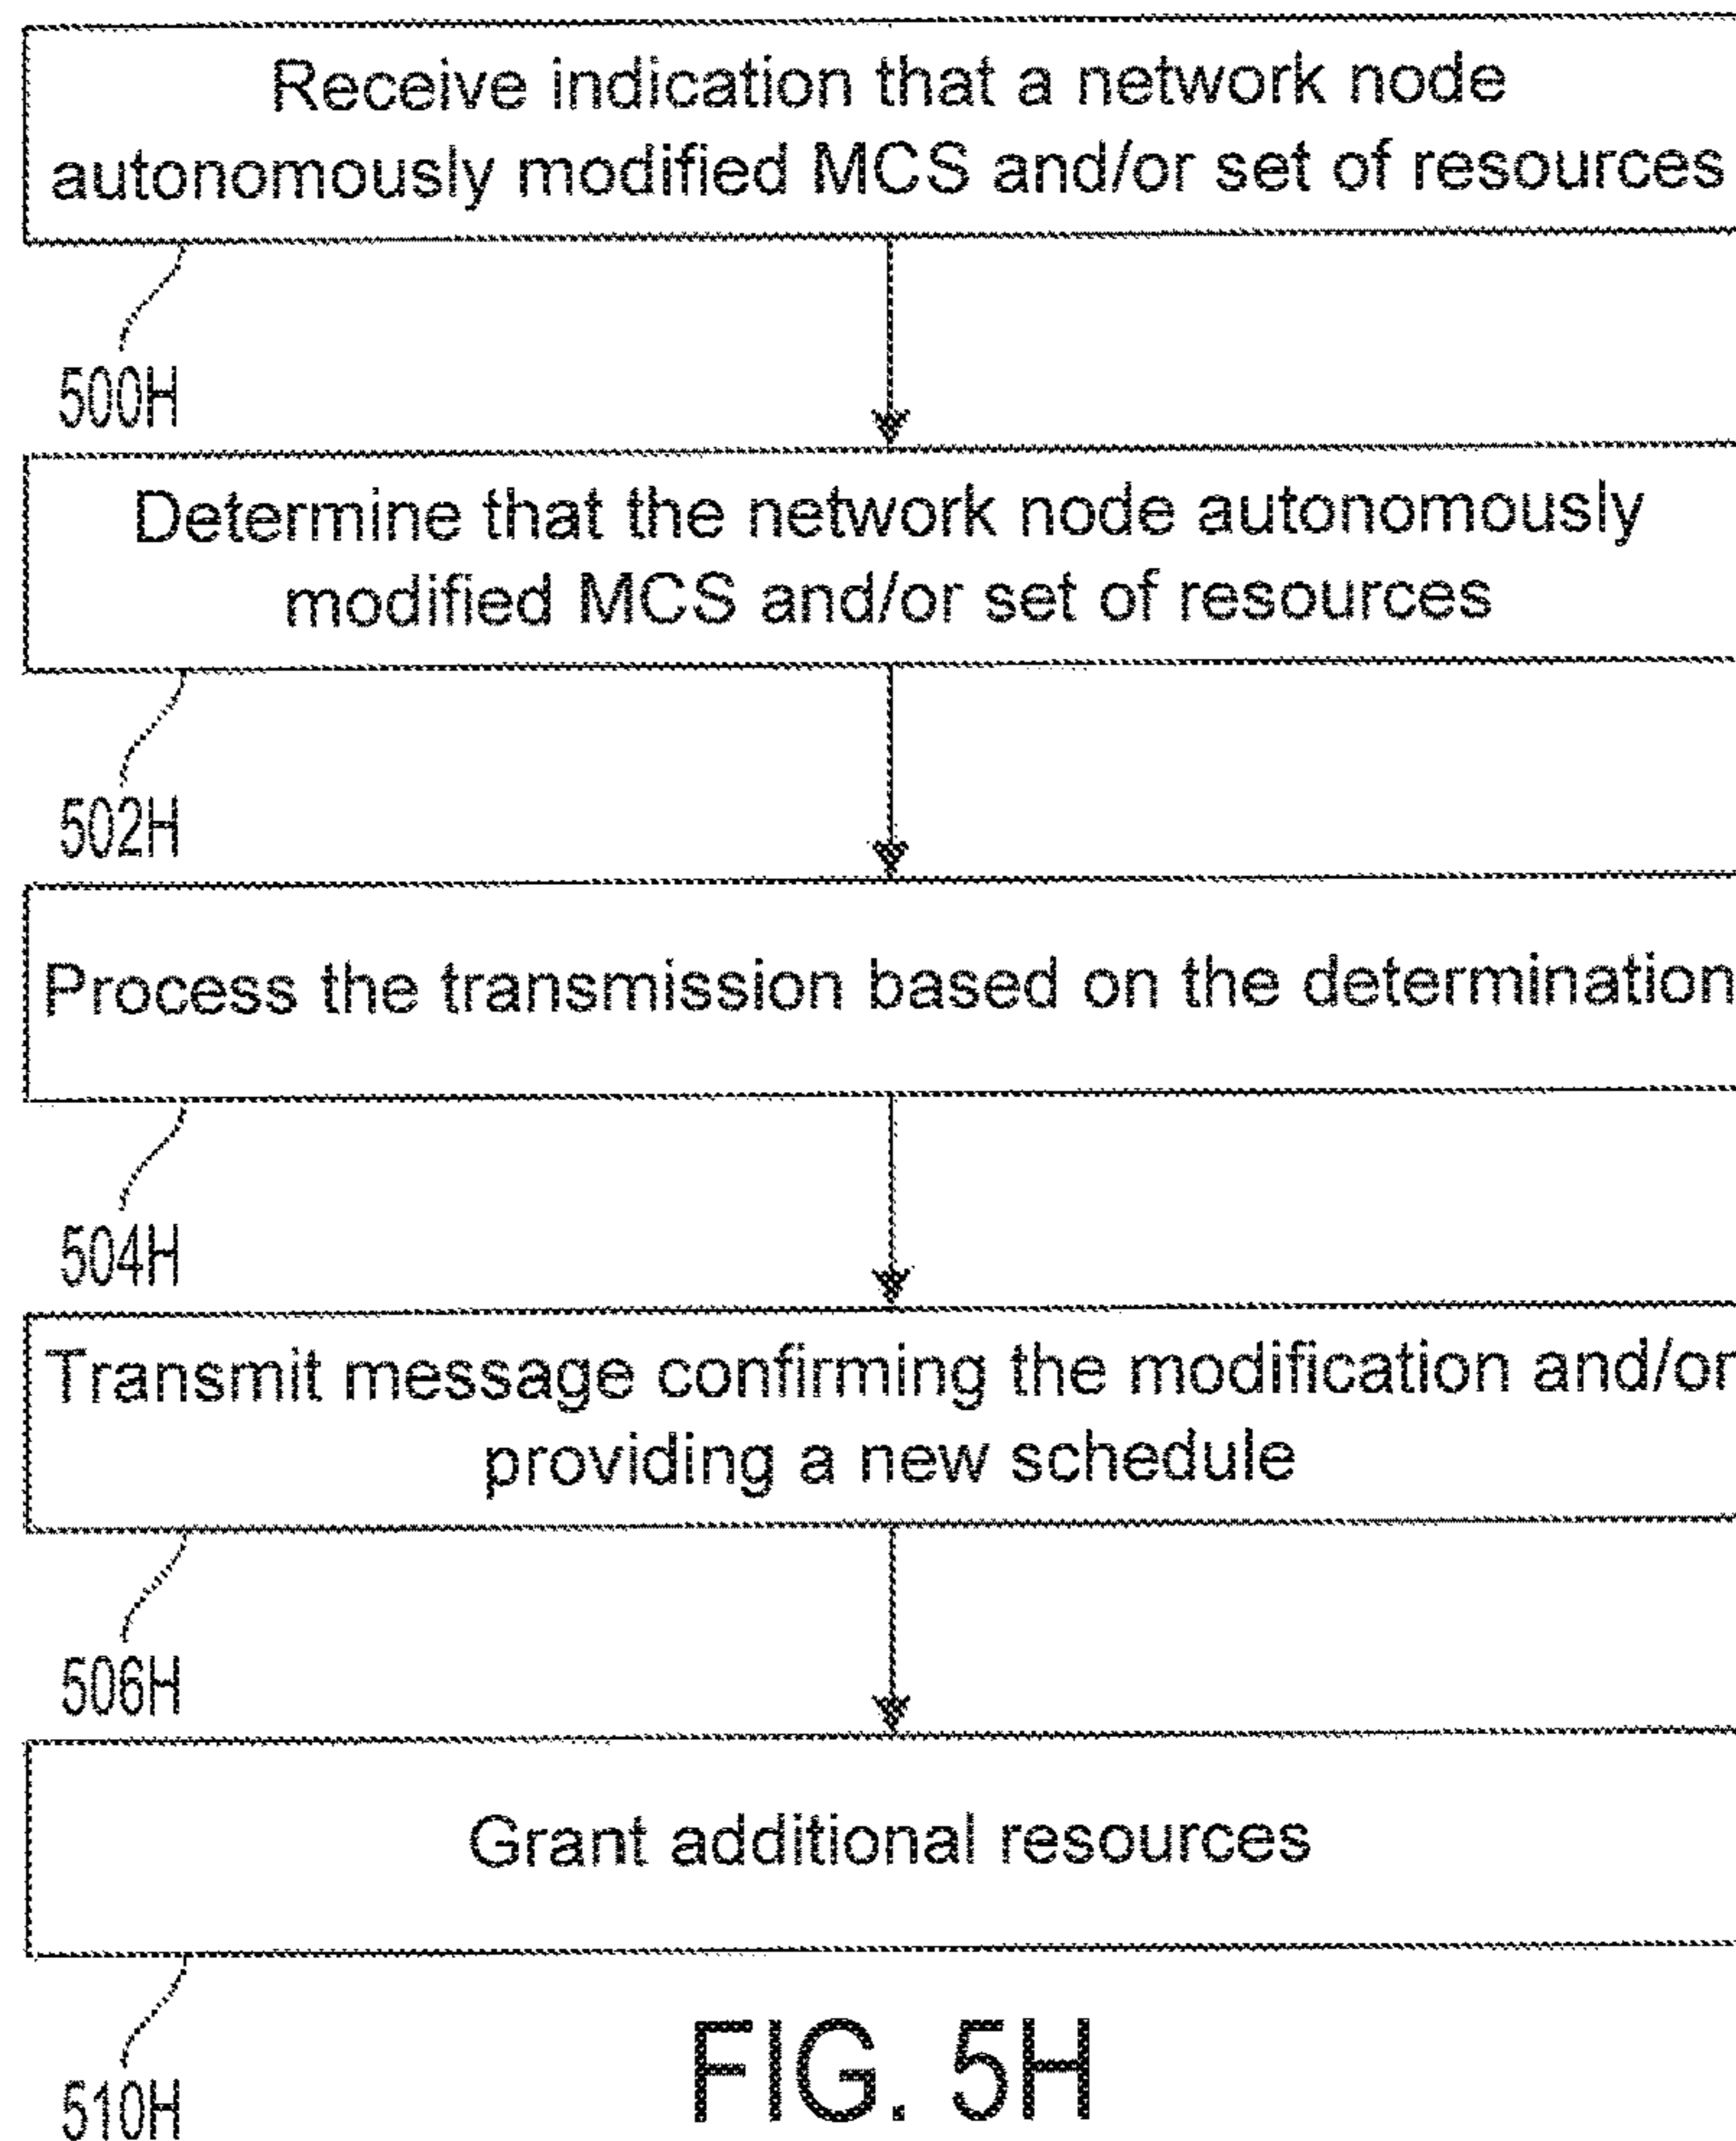 Receive indication that a network node
autonomously modified MCS and/or set of resources
500H
Determine that the network node autonomously
modified MCS and/or set of resources
502H
Process the transmission based on the determination
504H
Transmit message confirming the modification and/or
providing a new schedule
506H
Grant additional resources
510H
FIG. 5H